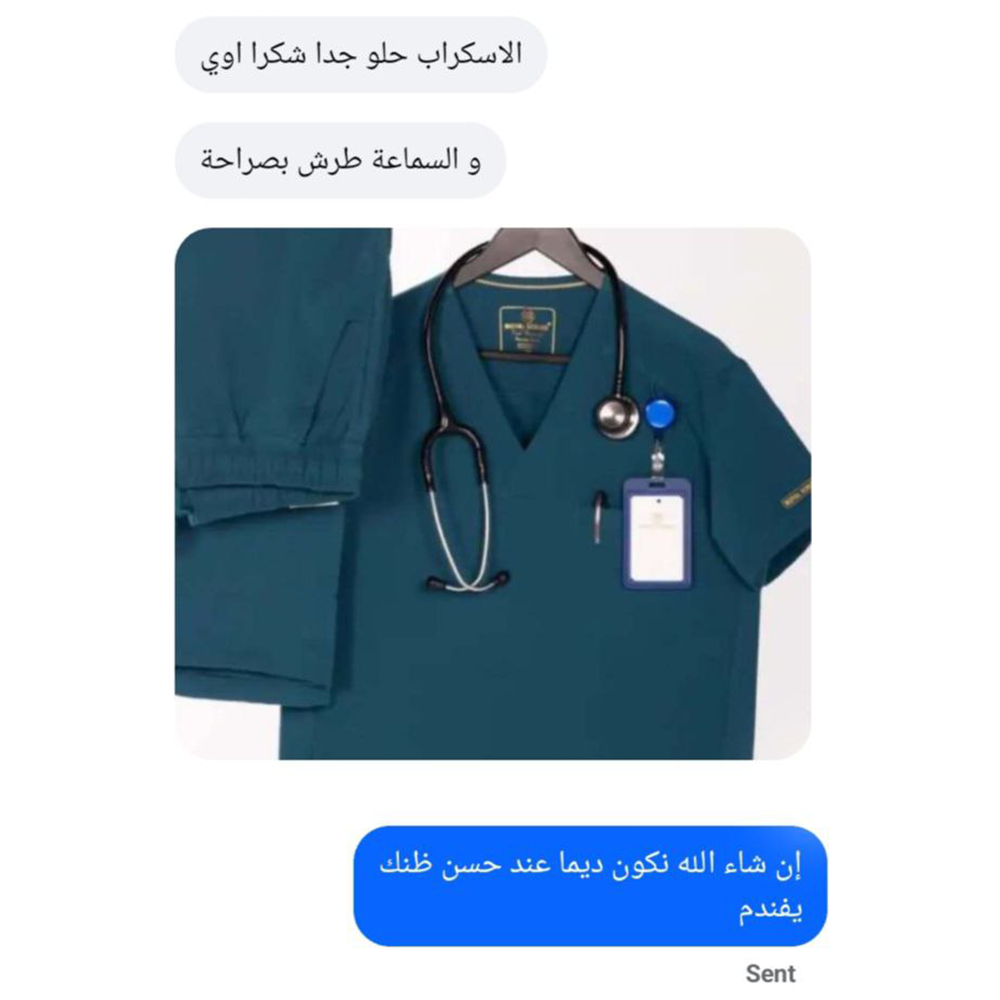 الاسكراب حلو جدا شكرا اوي
و السماعة طرش بصراحة
إن شاء الله نكون ديما عند حسن ظنك
يفندم
Sent